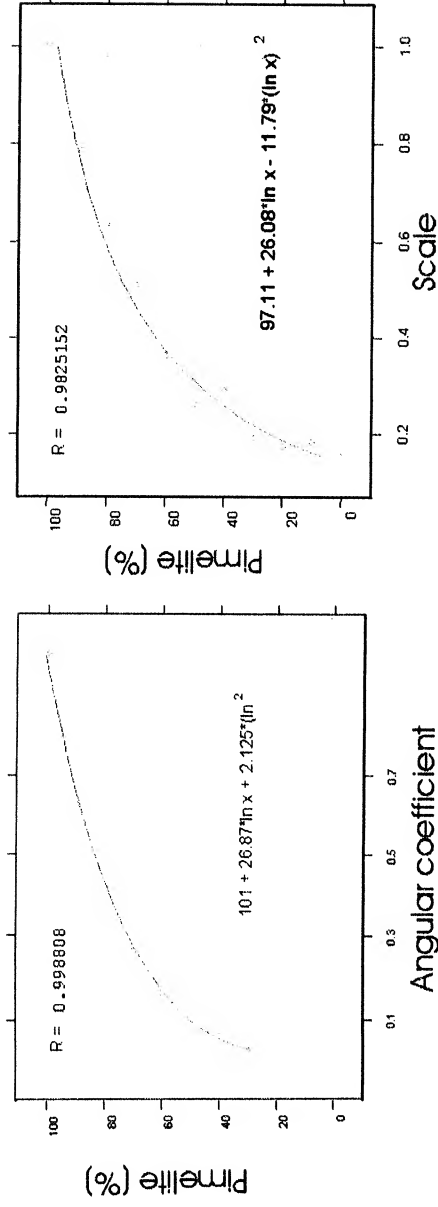 R = 0.998808
101 + 26.87*ln x + 2.125*(ln 2
Pimelite (%)
100
80
60
40
20
0
0.1
0.3
0.5
0.7
Angular coefficient
R = 0.9825152
97.11 + 26.08*ln x - 11.79*(ln x) 2
Pimelite (%)
100
80
60
40
20
0
0.2
0.4
0.6
0.8
1.0
Scale